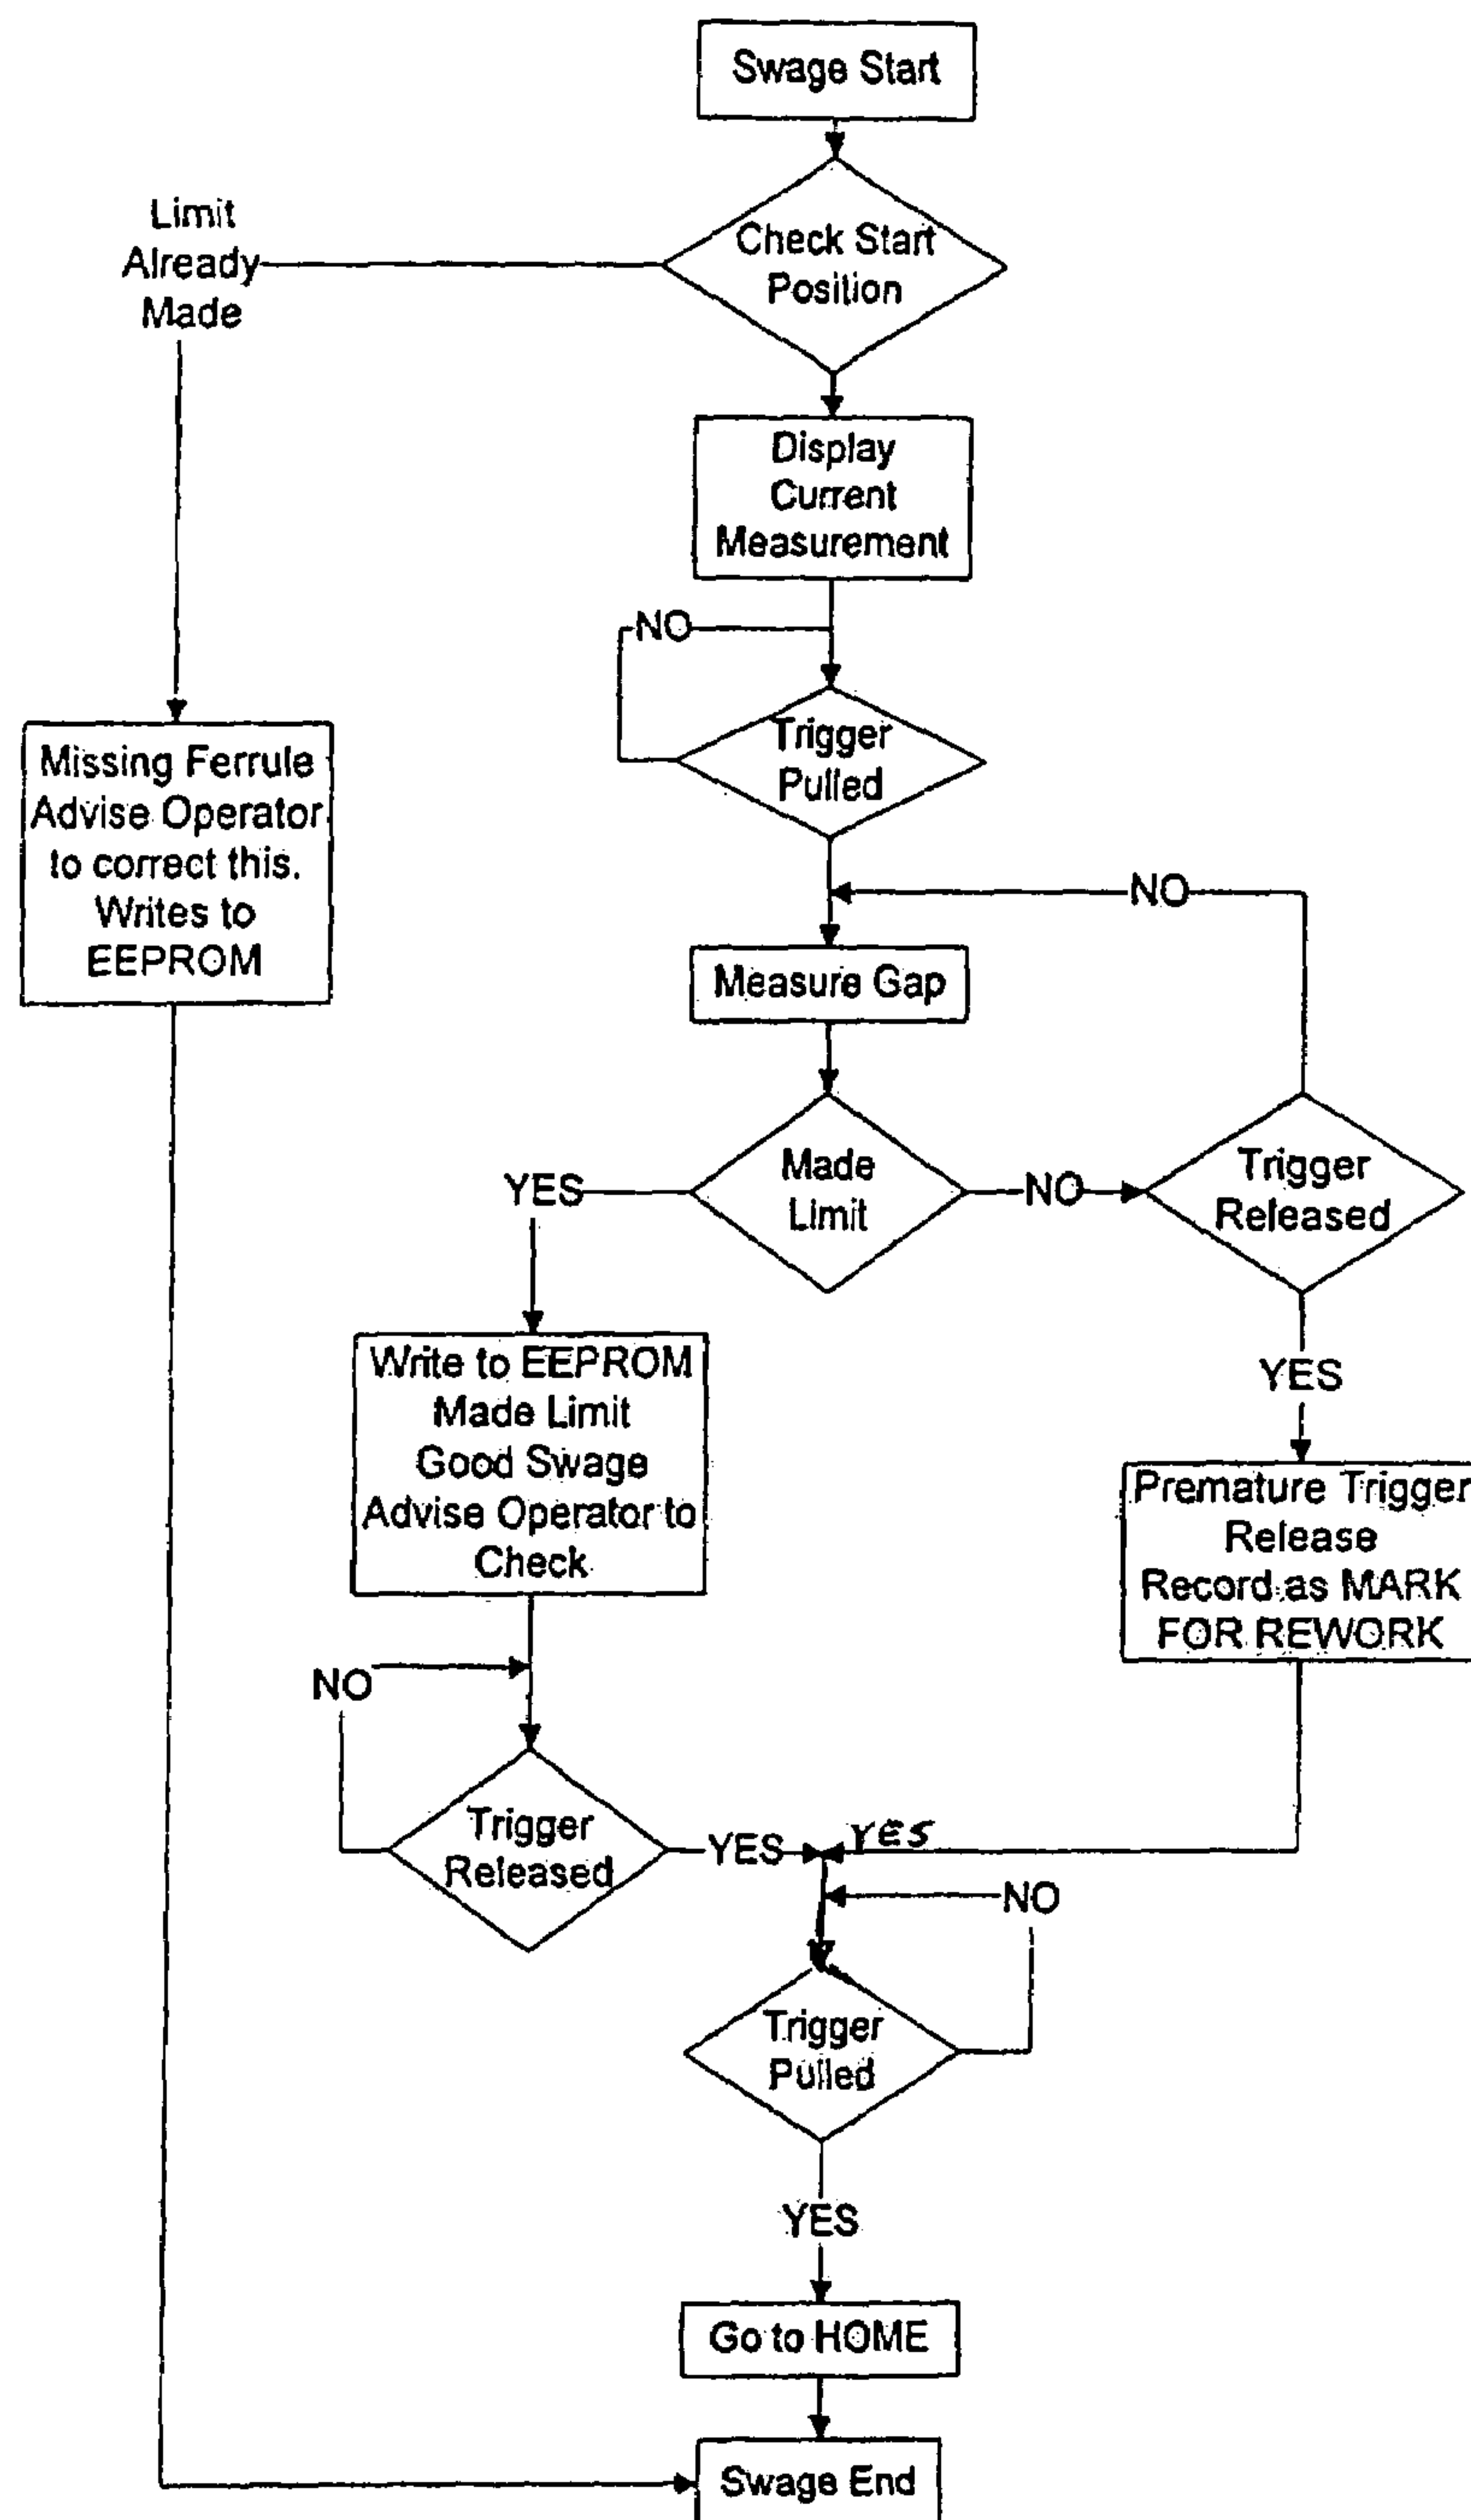 Swage Start
Limit
Already
Made
Check Start
Position
Display
Current
Measurement
NO
Trigger
Pulled
Missing Ferrule
Advise Operator
to correct this.
Writes to
EEPROM
NO
Measure Gap
YES
Made
Limit
NO
Trigger
Released
YES
Write to EEPROM
Made Limit
Good Swage
Advise Operator to
Check
Premature Trigger
Release
Record as MARK
FOR REWORK
NO
Trigger
Released
YES
YES
NO
Trigger
Pulled
YES
Go to HOME
Swage End